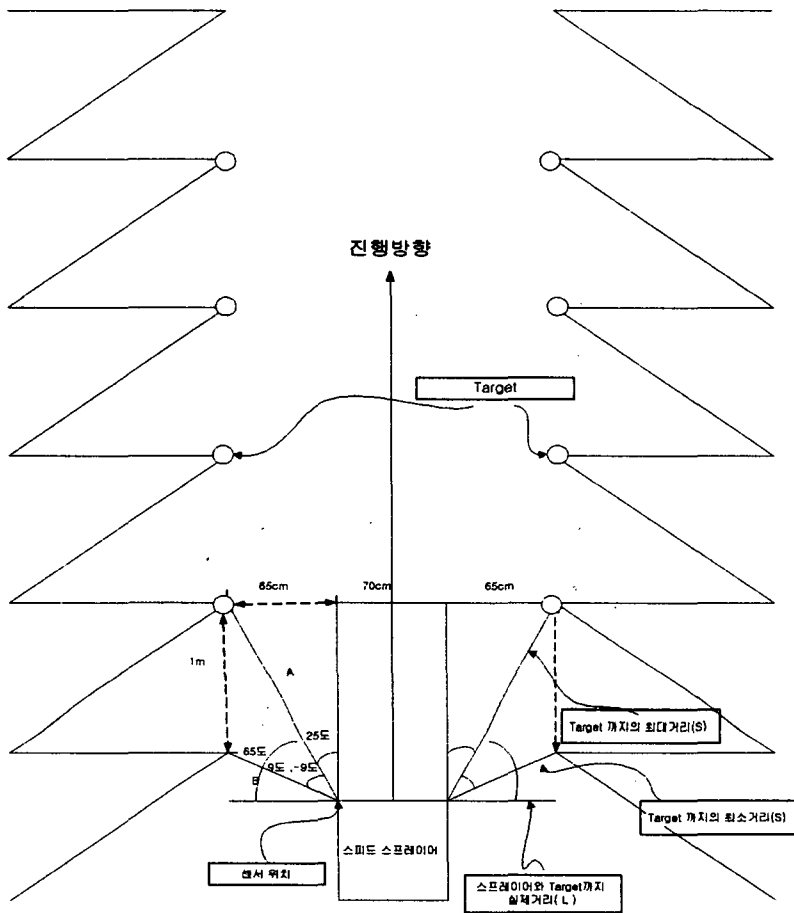 진행방향
Target
65cm
70cm
65cm
1m
A
25도
65도
9도 , -9도
B
Target 까지의 최대거리(S)
Target 까지의 최소거리(S)
스피드 스프레이어
센서 위치
스프레이어와 Target까지
실제거리( L )